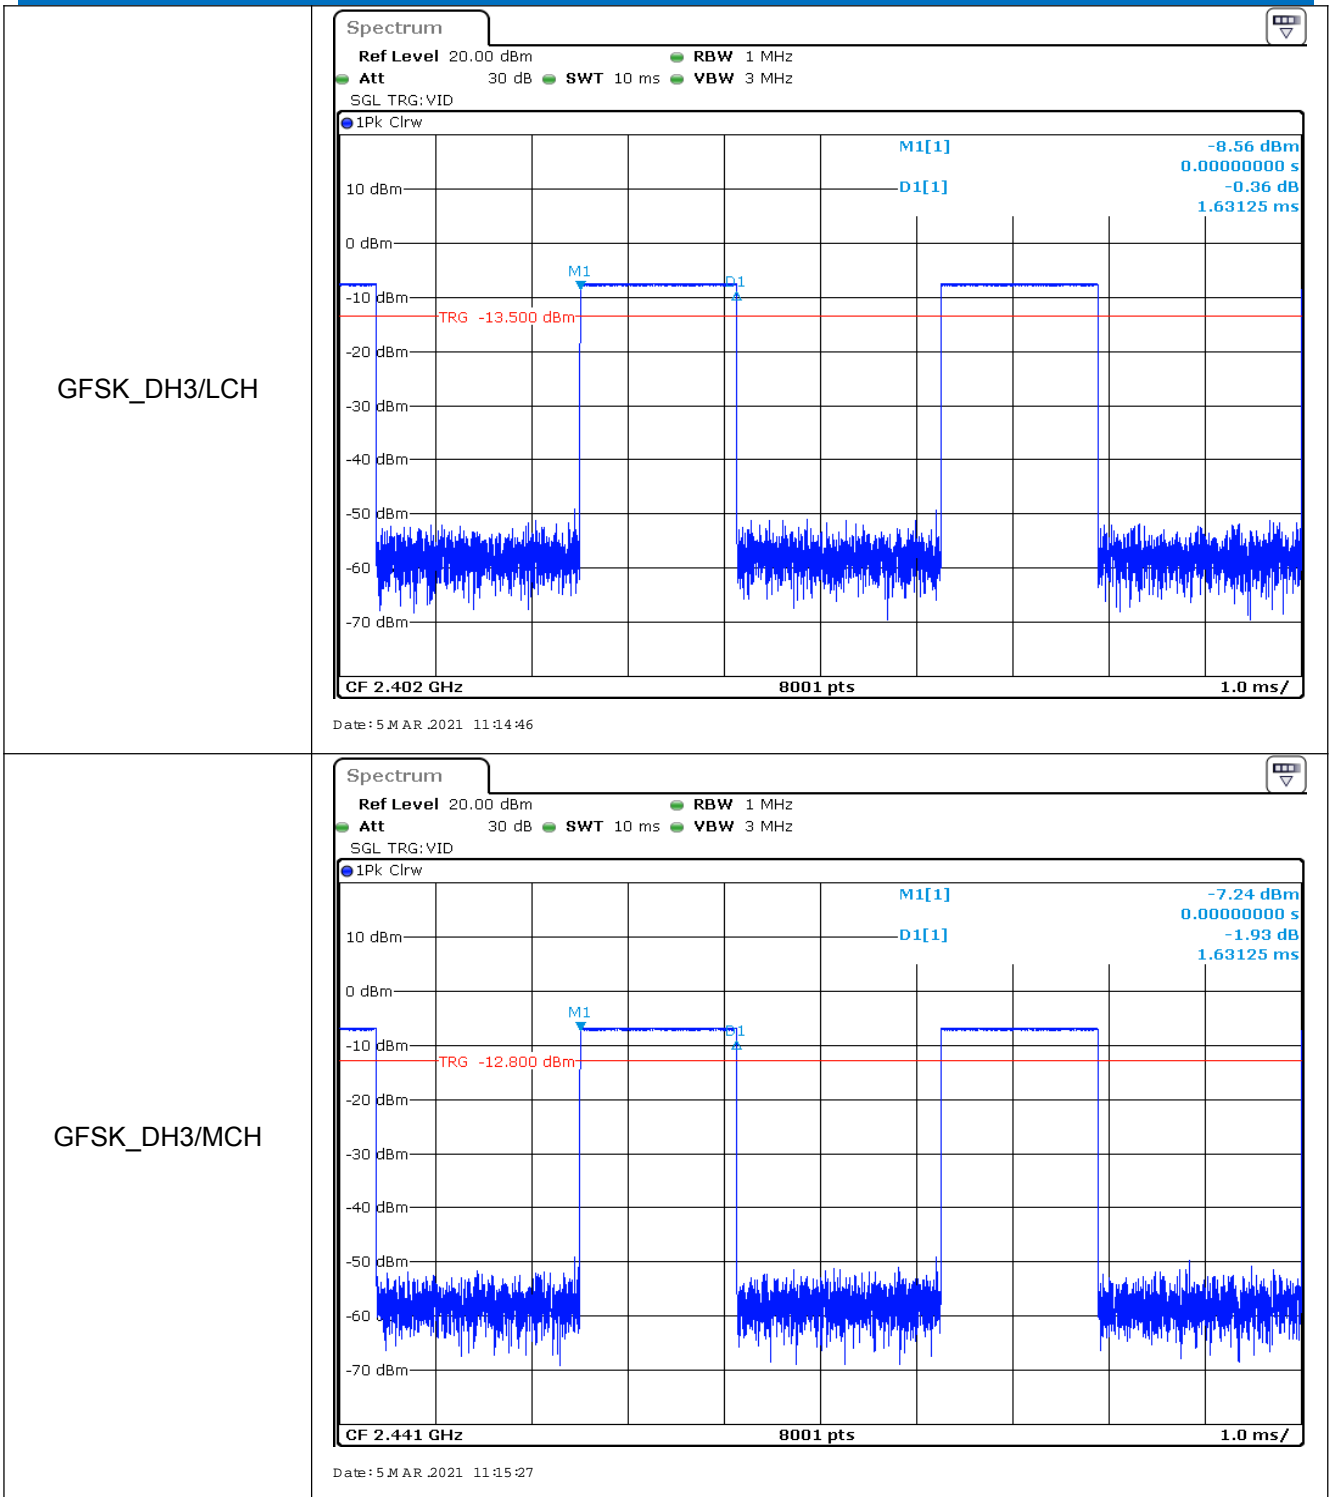 GFSK_DH3/LCH
Spectrum
Ref Level 20.00 dBm RBW 1 MHz
Att 30 dB SWT 10 ms VBW 3 MHz
SGL TRG:VID
1Pk Clrw
M1[1] -8.56 dBm
0.00000000 s
10 dBm D1[1] -0.36 dB
1.63125 ms
0 dBm
M1
D1
-10 dBm
TRG -13.500 dBm
-20 dBm
-30 dBm
-40 dBm
-50 dBm
-60
-70 dBm
CF 2.402 GHz 8001 pts 1.0 ms/
Date: 5.MAR.2021 11:14:46
GFSK_DH3/MCH
Spectrum
Ref Level 20.00 dBm RBW 1 MHz
Att 30 dB SWT 10 ms VBW 3 MHz
SGL TRG:VID
1Pk Clrw
M1[1] -7.24 dBm
0.00000000 s
10 dBm D1[1] -1.93 dB
1.63125 ms
0 dBm
M1
D1
-10 dBm
TRG -12.800 dBm
-20 dBm
-30 dBm
-40 dBm
-50 dBm
-60
-70 dBm
CF 2.441 GHz 8001 pts 1.0 ms/
Date: 5.MAR.2021 11:15:27